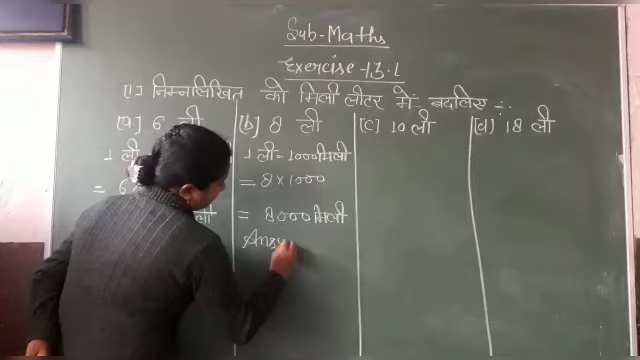 Sub-Maths
Exercise-13.1
(1) निम्नलिखित को मिली लीटर में बदलिए :-
(a) 6 ली
1 ली
= 6
ली
(b) 8 ली
1 ली = 1000 मिली
= 8 × 1000
= 8000 मिली
Ans
(c) 10 ली
(d) 18 ली